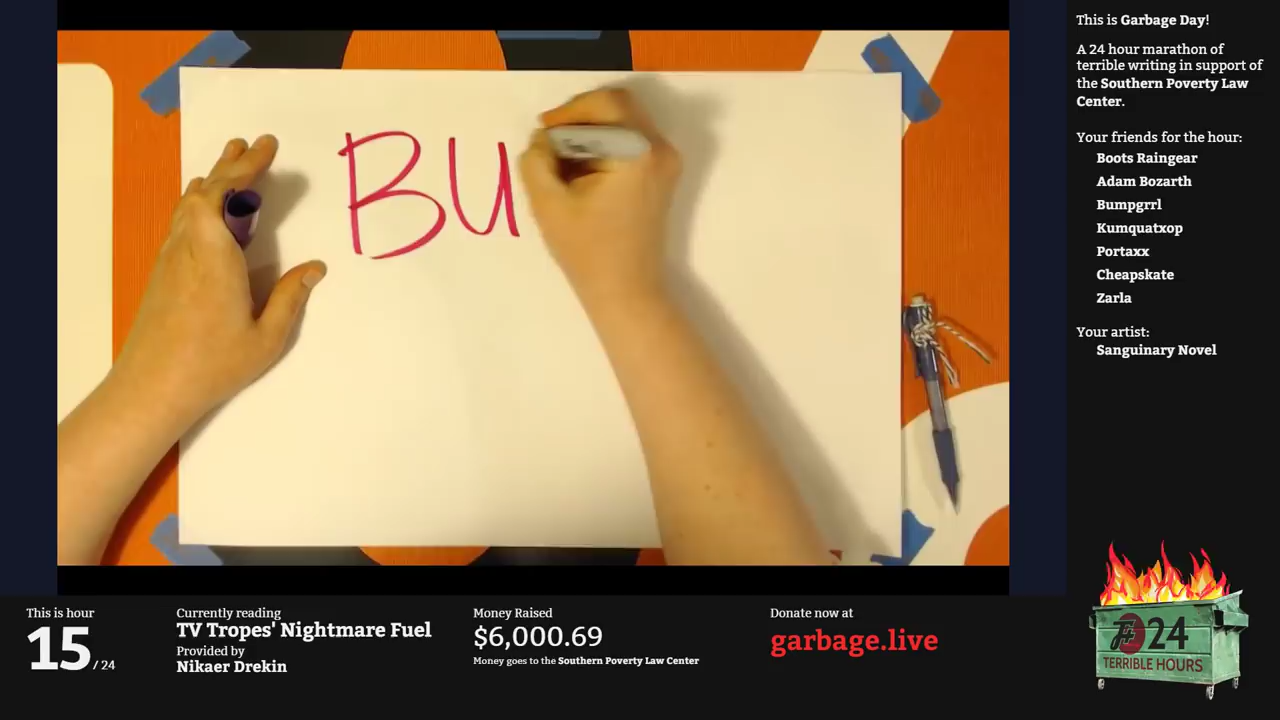 BU
This is Garbage Day!
A 24 hour marathon of
terrible writing in support of
the Southern Poverty Law
Center.
Your friends for the hour:
Boots Raingear
Adam Bozarth
Bumpgrrl
Kumquatxop
Portaxx
Cheapskate
Zarla
Your artist:
Sanguinary Novel
This is hour
15 / 24
Currently reading
TV Tropes' Nightmare Fuel
Provided by
Nikaer Drekin
Money Raised
$6,000.69
Money goes to the Southern Poverty Law Center
Donate now at
garbage.live
24
TERRIBLE HOURS